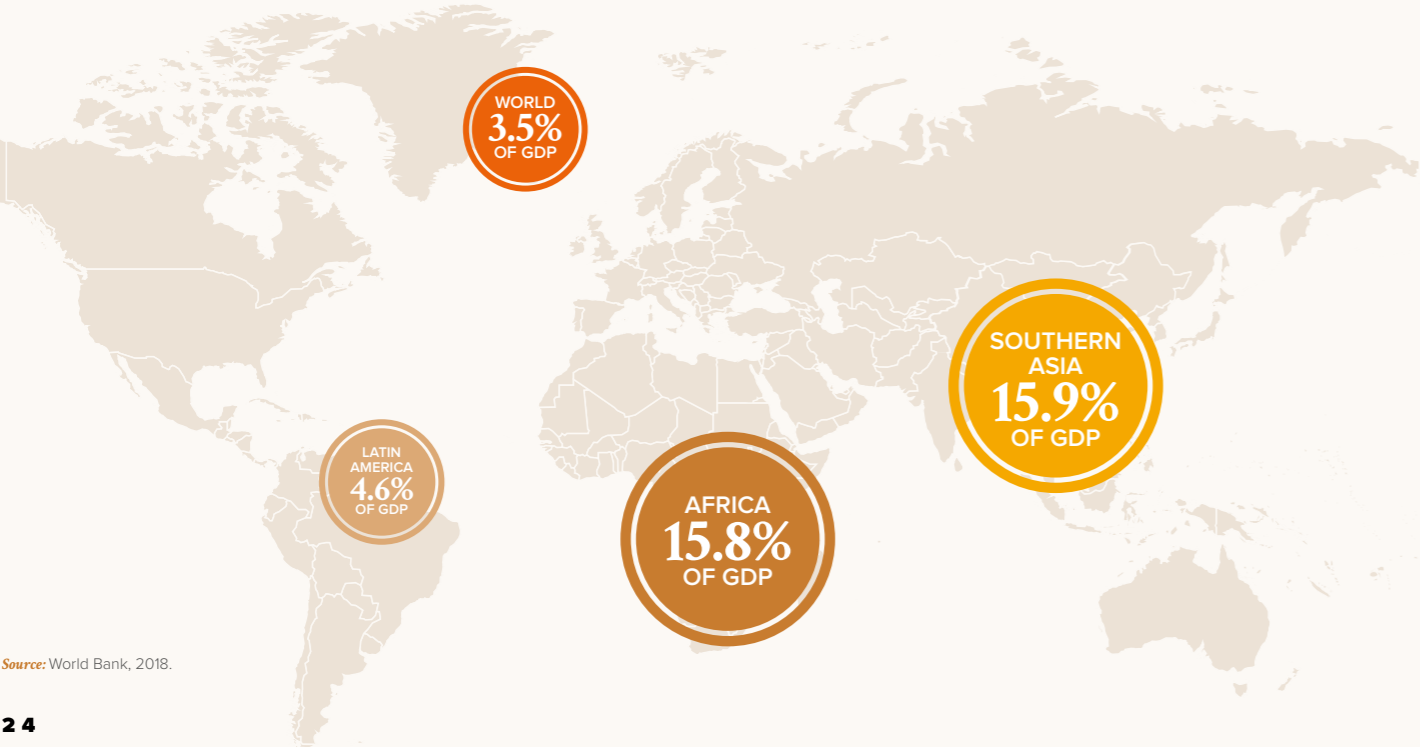 WORLD
3.5%
OF GDP
SOUTHERN
ASIA
15.9%
OF GDP
LATIN
AMERICA
4.6%
OF GDP
AFRICA
15.8%
OF GDP
Source: World Bank, 2018.
24